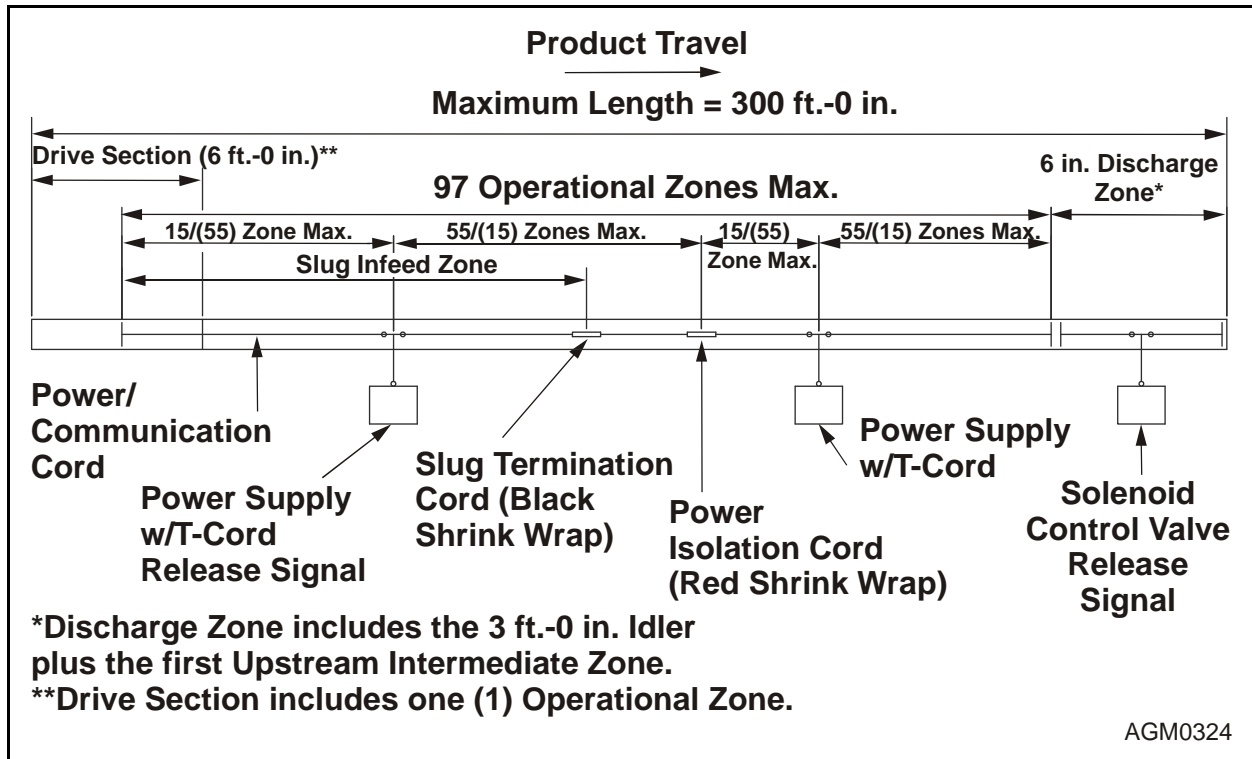 Product Travel
Maximum Length = 300 ft.-0 in.
Drive Section (6 ft.-0 in.)**
6 in. Discharge
Zone*
97 Operational Zones Max.
15/(55) Zone Max.
55/(15) Zones Max.
15/(55)
Zone Max.
55/(15) Zones Max.
Slug Infeed Zone
Power/
Communication
Cord
Power Supply
w/T-Cord
Release Signal
Slug Termination
Cord (Black
Shrink Wrap)
Power
Isolation Cord
(Red Shrink Wrap)
Power Supply
w/T-Cord
Solenoid
Control Valve
Release
Signal
*Discharge Zone includes the 3 ft.-0 in. Idler
plus the first Upstream Intermediate Zone.
**Drive Section includes one (1) Operational Zone.
AGM0324